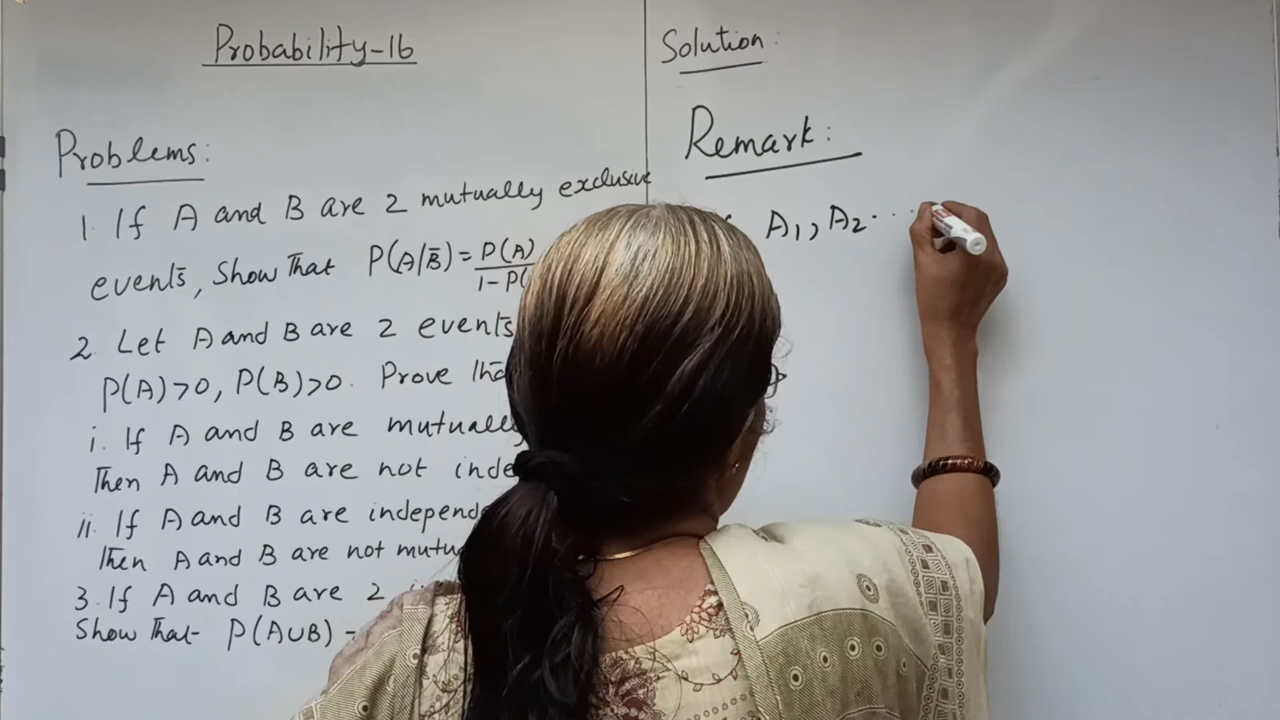 Probability-16
Problems:
1. If A and B are 2 mutually exclusive
events, Show That P(A/B̅) = P(A)
1-P(
2. Let A and B are 2 events
P(A)>0, P(B)>0. Prove
i. If A and B are
Then A and B are not
ii. If A and B are
Then A and B are not
3. If A and B are 2
Show That- P(A∪B)
Solution:
Remark:
A1, A2.....